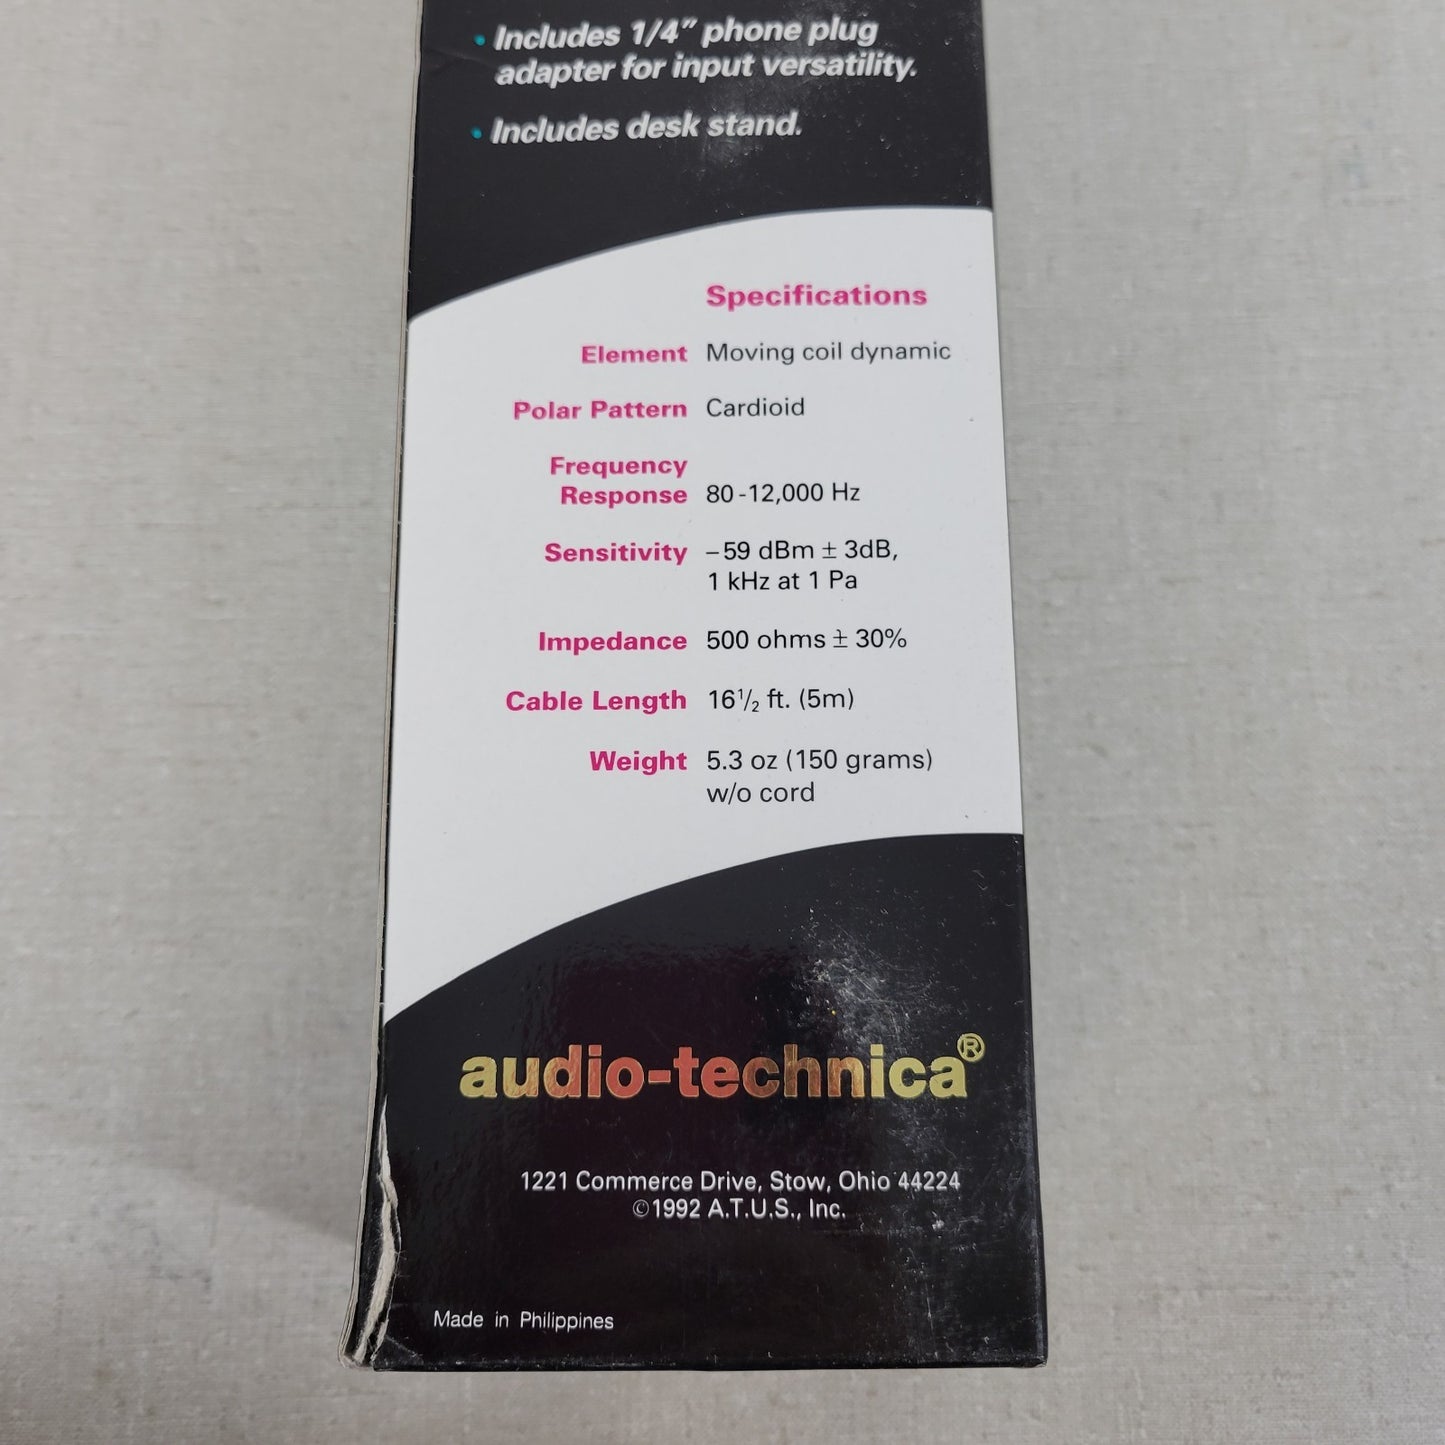 • Includes 1/4" phone plug
adapter for input versatility.
• Includes desk stand.
Specifications
Element Moving coil dynamic
Polar Pattern Cardioid
Frequency
Response 80-12,000 Hz
Sensitivity –59 dBm ± 3dB,
1 kHz at 1 Pa
Impedance 500 ohms ± 30%
Cable Length 16 1/2 ft. (5m)
Weight 5.3 oz (150 grams)
w/o cord
audio-technica®
1221 Commerce Drive, Stow, Ohio 44224
©1992 A.T.U.S., Inc.
Made in Philippines